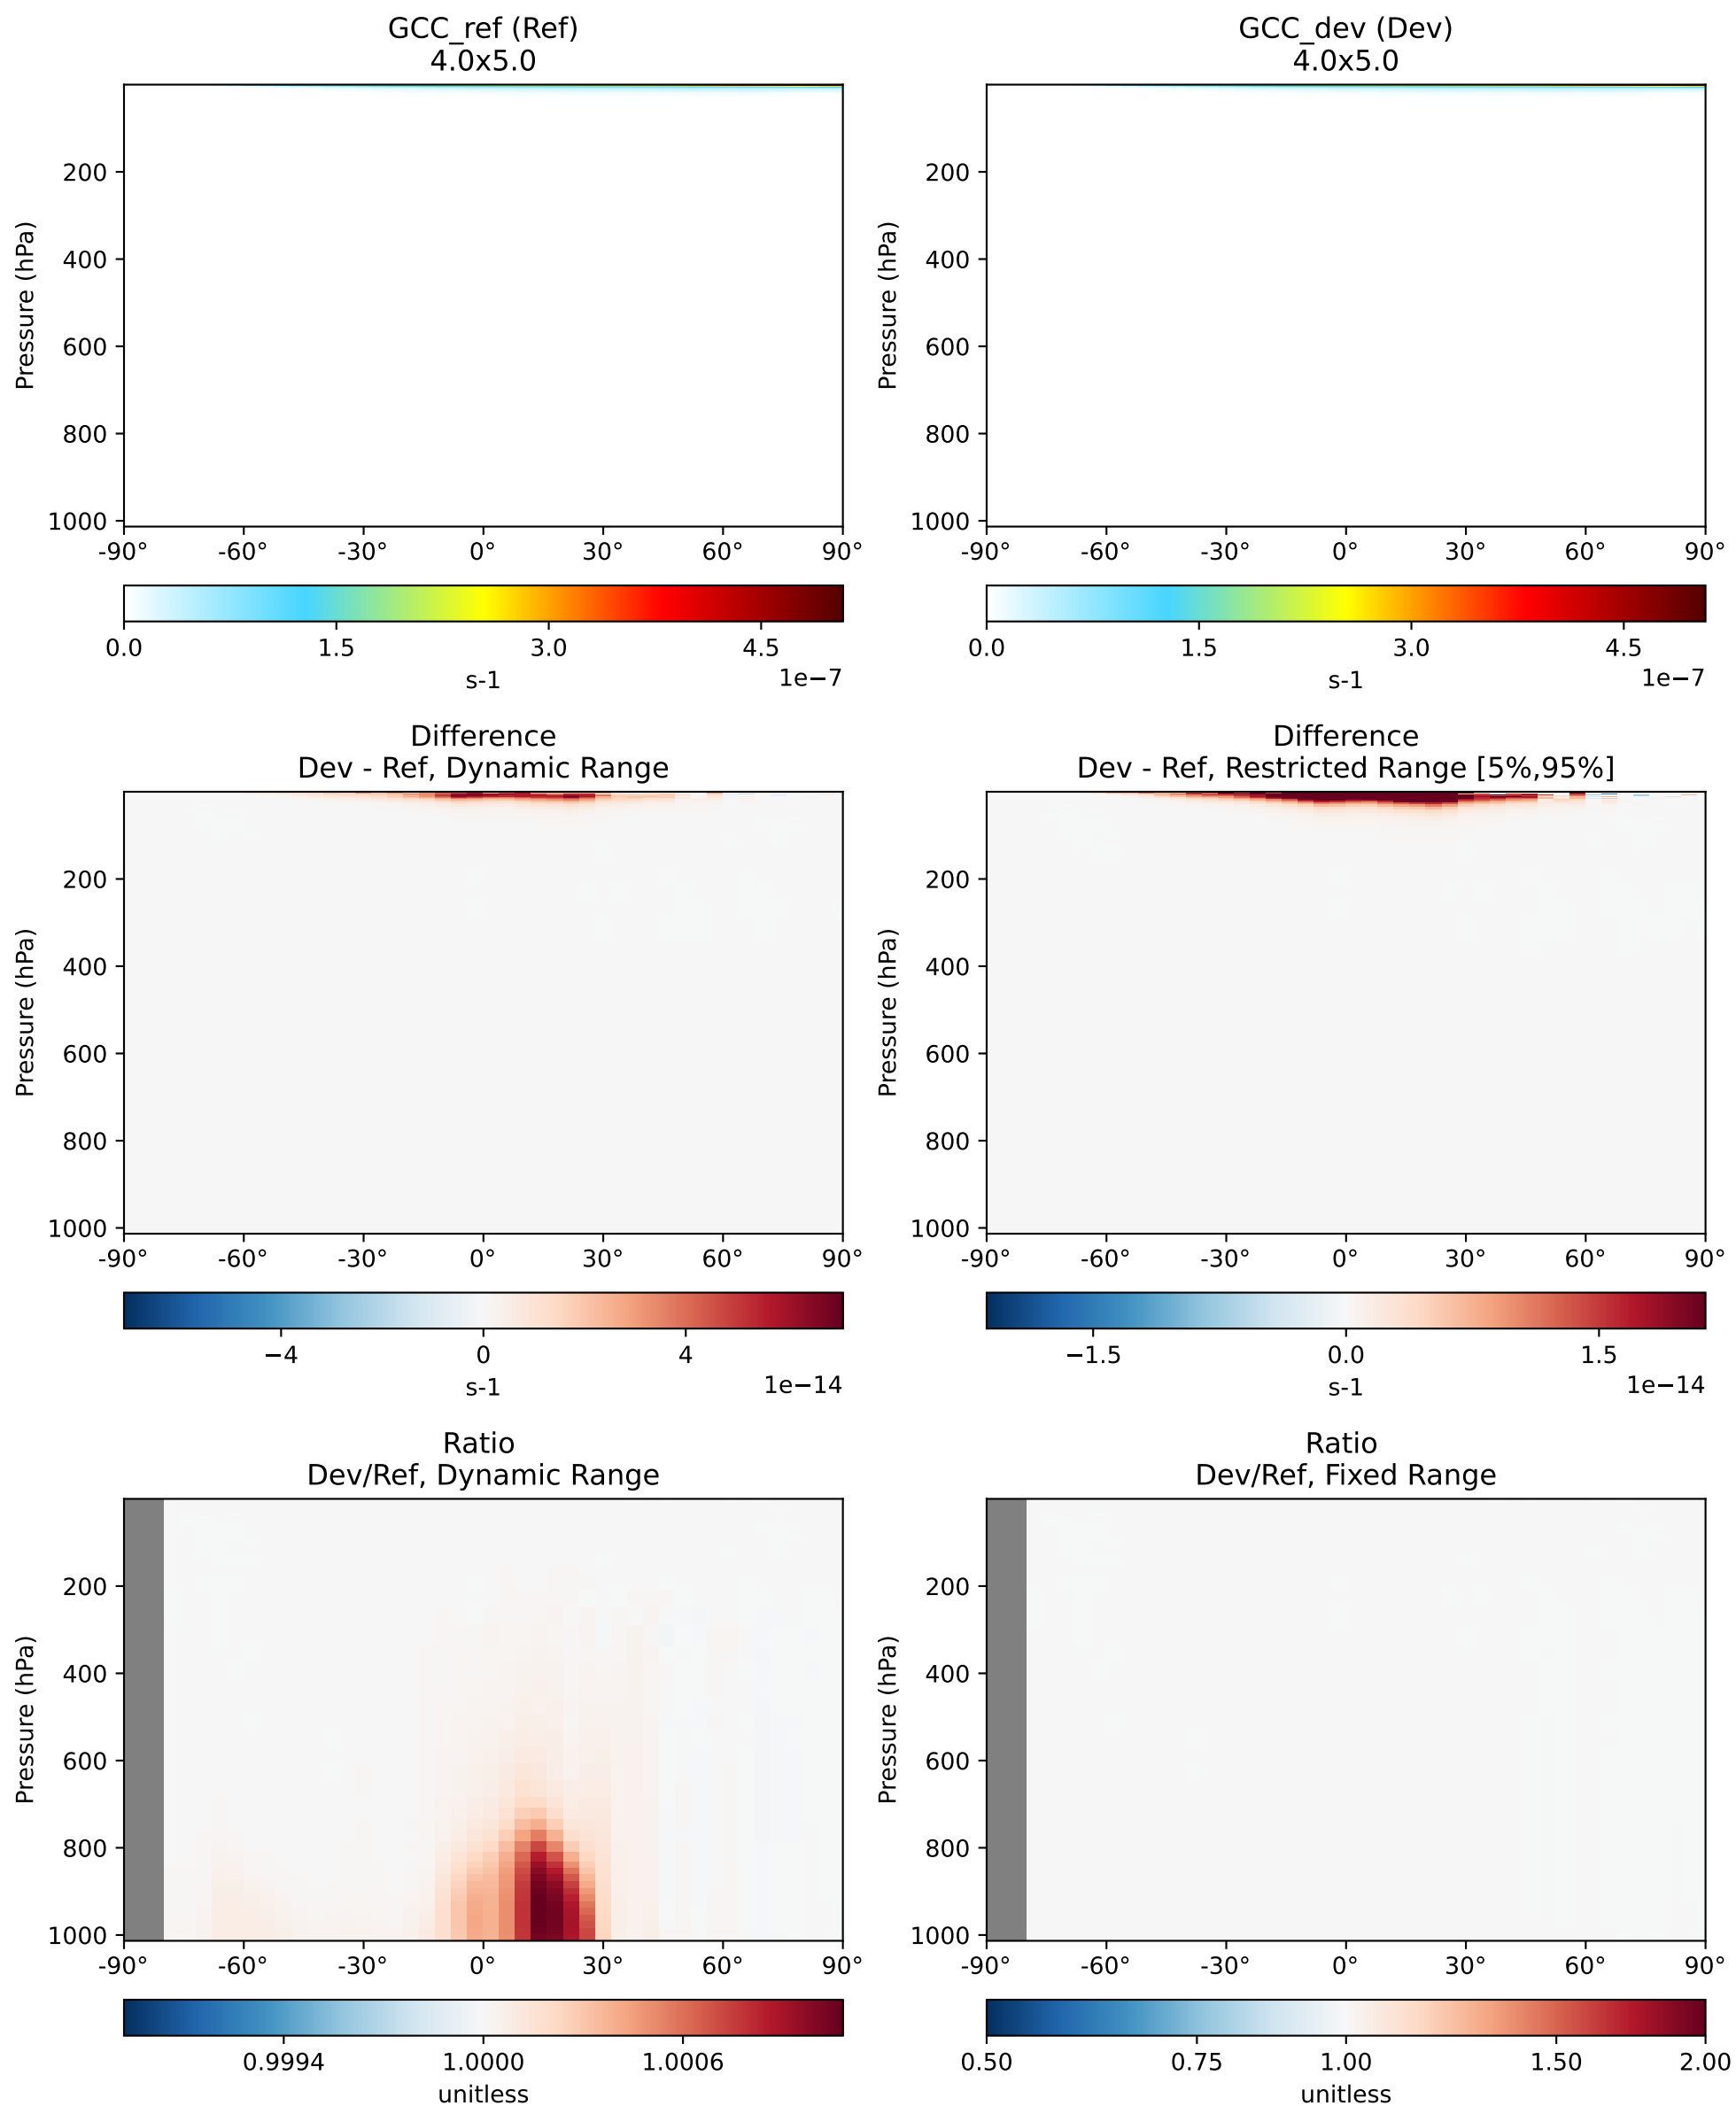 GCC_ref (Ref)
4.0x5.0
GCC_dev (Dev)
4.0x5.0
Pressure (hPa)
200
400
600
800
1000
-90° -60° -30° 0° 30° 60° 90°
0.0 1.5 3.0 4.5
1e−7
s-1
Pressure (hPa)
200
400
600
800
1000
-90° -60° -30° 0° 30° 60° 90°
0.0 1.5 3.0 4.5
1e−7
s-1
Difference
Dev - Ref, Dynamic Range
Difference
Dev - Ref, Restricted Range [5%,95%]
Pressure (hPa)
200
400
600
800
1000
-90° -60° -30° 0° 30° 60° 90°
−4 0 4
1e−14
s-1
Pressure (hPa)
200
400
600
800
1000
-90° -60° -30° 0° 30° 60° 90°
−1.5 0.0 1.5
1e−14
s-1
Ratio
Dev/Ref, Dynamic Range
Ratio
Dev/Ref, Fixed Range
Pressure (hPa)
200
400
600
800
1000
-90° -60° -30° 0° 30° 60° 90°
0.9994 1.0000 1.0006
unitless
Pressure (hPa)
200
400
600
800
1000
-90° -60° -30° 0° 30° 60° 90°
0.50 0.75 1.00 1.50 2.00
unitless